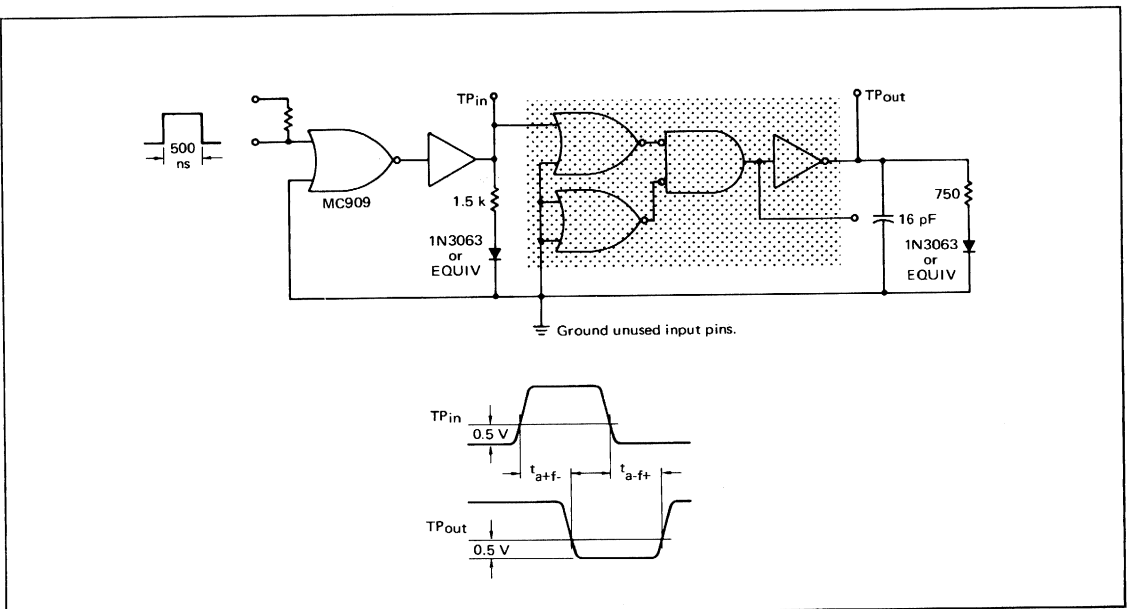 TPin
TPout
500
ns
MC909
1.5 k
1N3063
or
EQUIV
750
16 pF
1N3063
or
EQUIV
Ground unused input pins.
TPin
0.5 V
ta+f-
ta-f+
TPout
0.5 V